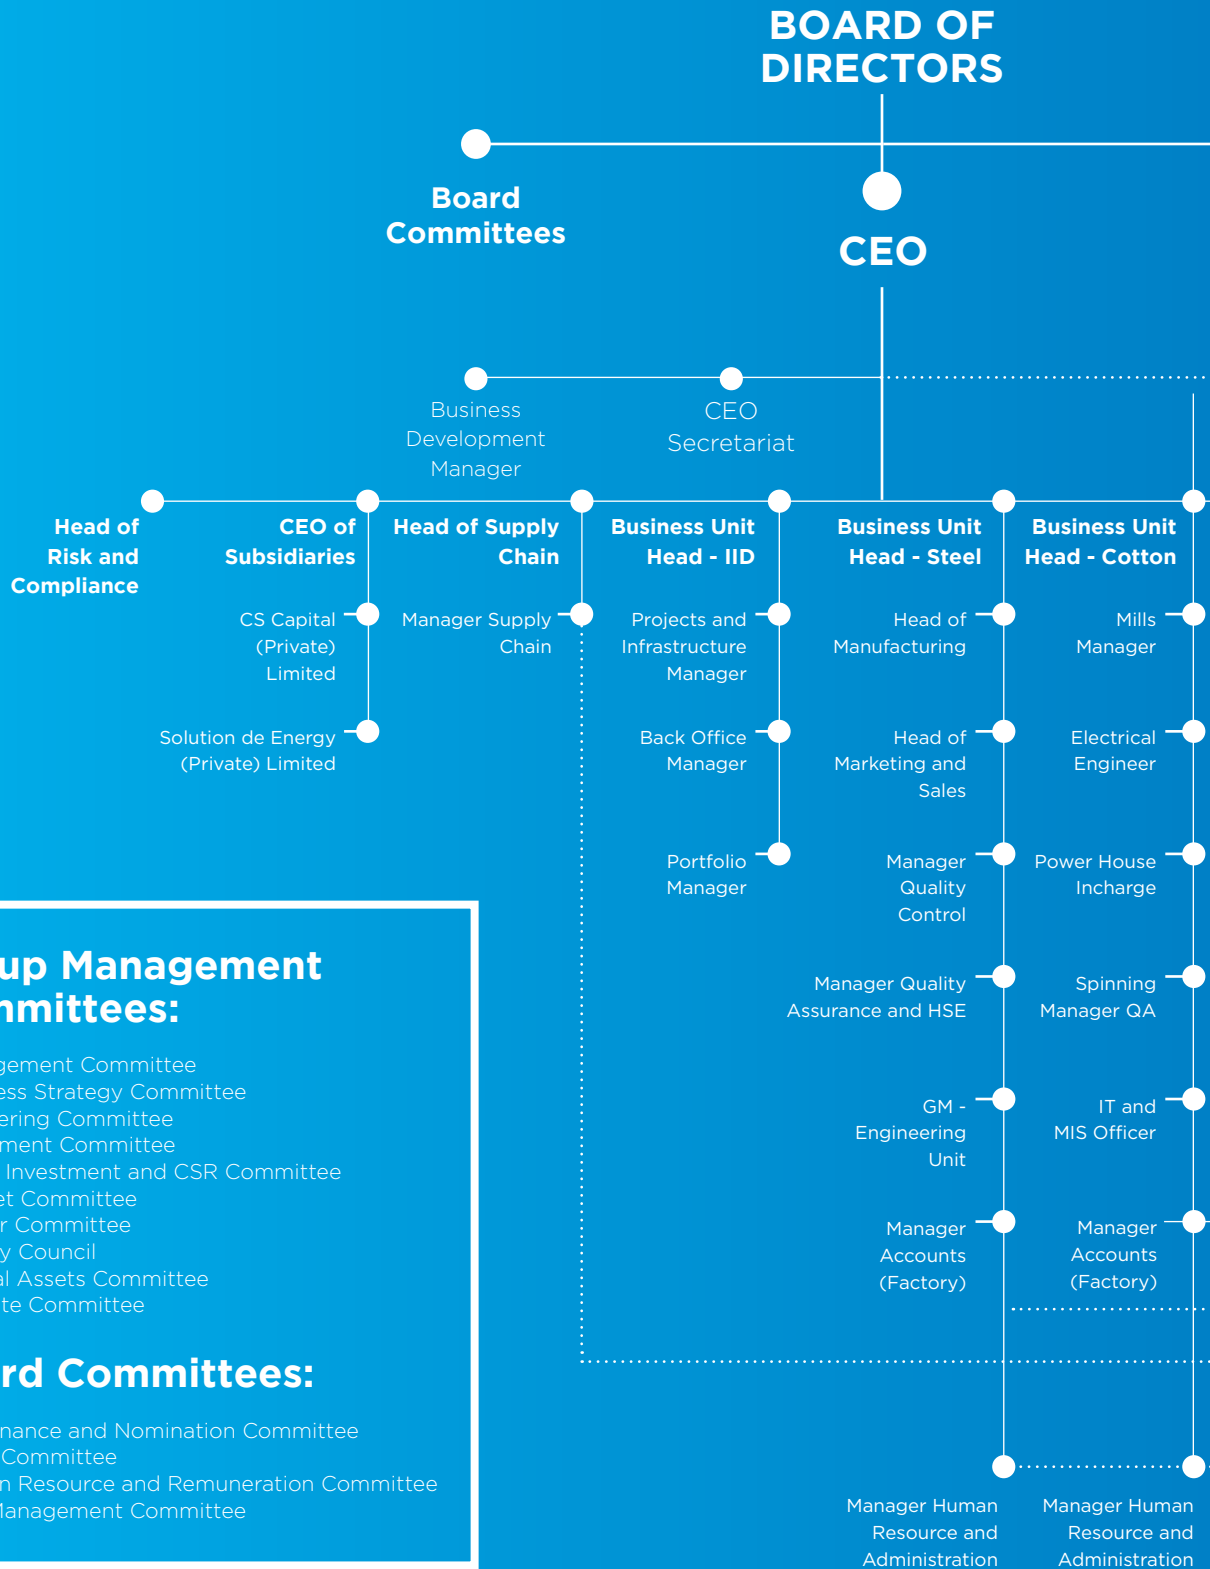 BOARD OF
DIRECTORS
Board
Committees
CEO
Business
Development
Manager
CEO
Secretariat
Head of
Risk and
Compliance
CEO of
Subsidiaries
CS Capital
(Private)
Limited
Solution de Energy
(Private) Limited
Head of Supply
Chain
Manager Supply
Chain
Business Unit
Head - IID
Projects and
Infrastructure
Manager
Back Office
Manager
Portfolio
Manager
Business Unit
Head - Steel
Head of
Manufacturing
Head of
Marketing and
Sales
Manager
Quality
Control
Manager Quality
Assurance and HSE
GM -
Engineering
Unit
Manager
Accounts
(Factory)
Manager Human
Resource and
Administration
Business Unit
Head - Cotton
Mills
Manager
Electrical
Engineer
Power House
Incharge
Spinning
Manager QA
IT and
MIS Officer
Manager
Accounts
(Factory)
Manager Human
Resource and
Administration
up Management
mmittees:
gement Committee
ess Strategy Committee
ering Committee
ment Committee
Investment and CSR Committee
et Committee
r Committee
y Council
al Assets Committee
te Committee
rd Committees:
nance and Nomination Committee
Committee
n Resource and Remuneration Committee
Management Committee